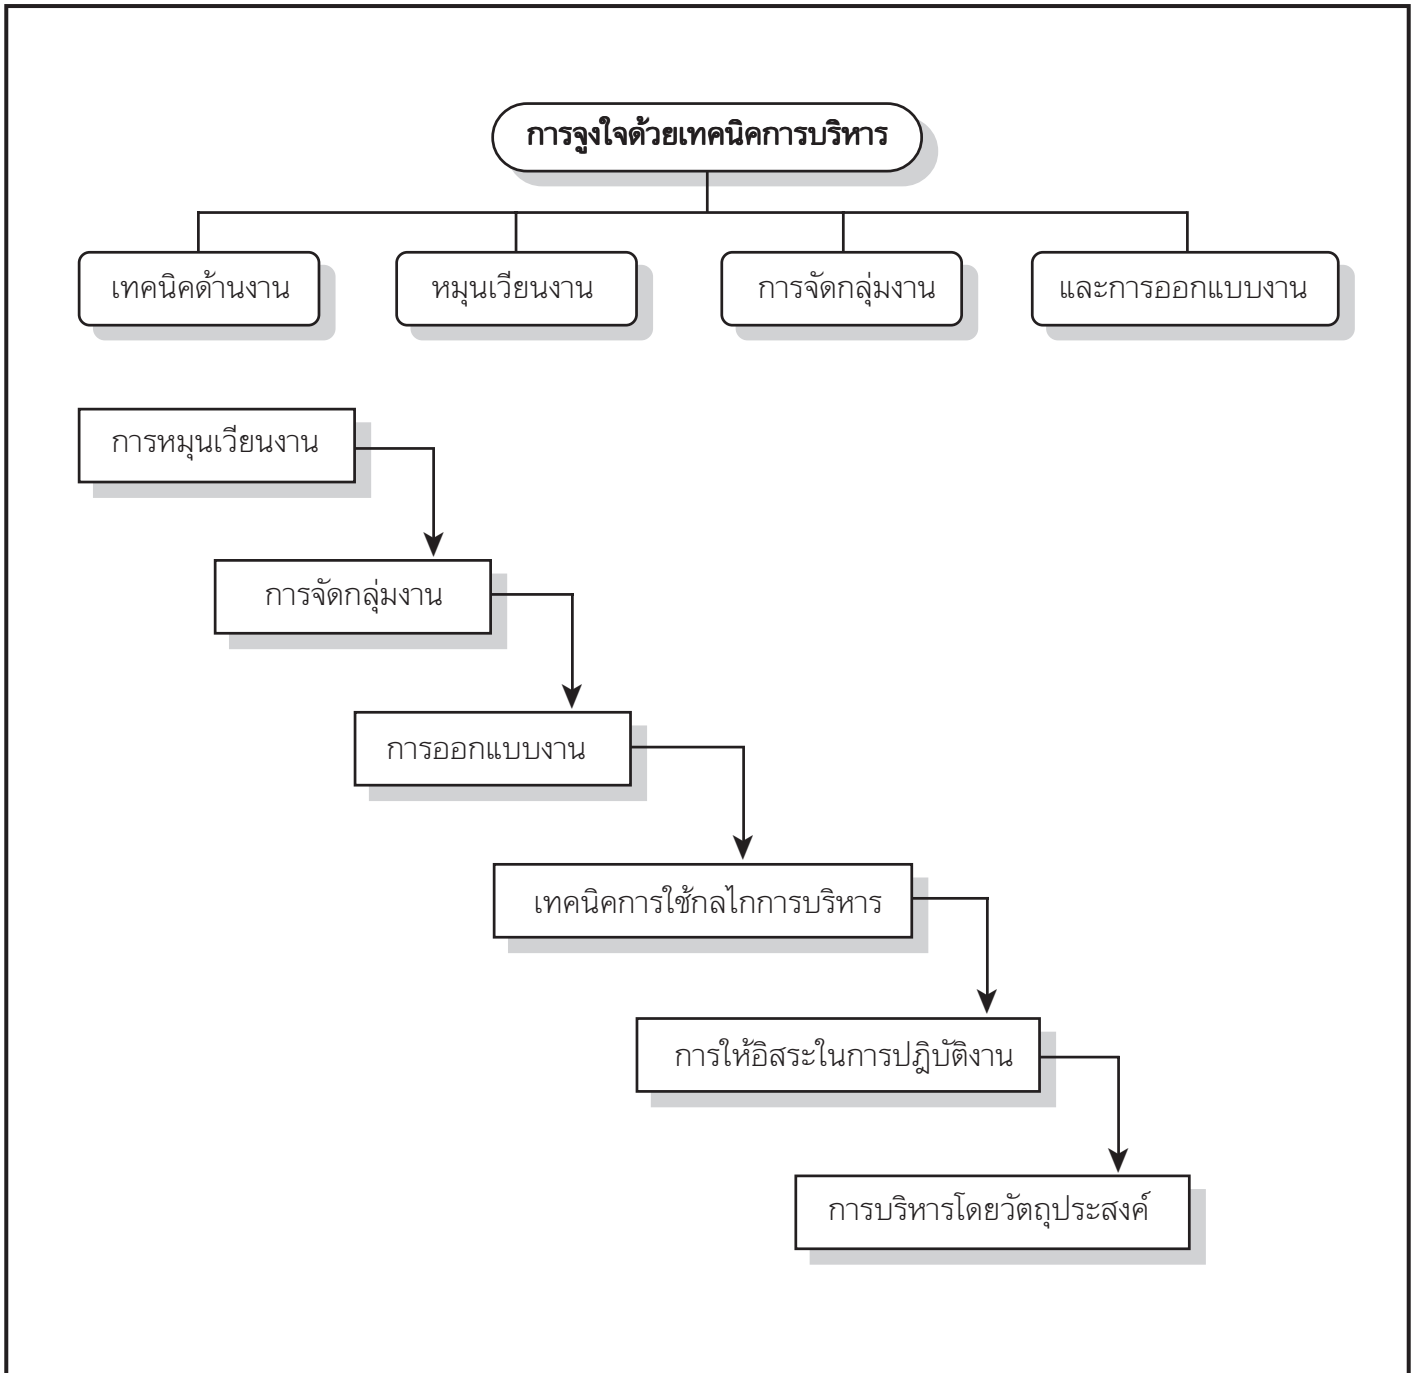 การจูงใจด้วยเทคนิคการบริหาร
เทคนิคด้านงาน
หมุนเวียนงาน
การจัดกลุ่มงาน
และการออกแบบงาน
การหมุนเวียนงาน
การจัดกลุ่มงาน
การออกแบบงาน
เทคนิคการใช้กลไกการบริหาร
การให้อิสระในการปฎิบัติงาน
การบริหารโดยวัตถุประสงค์